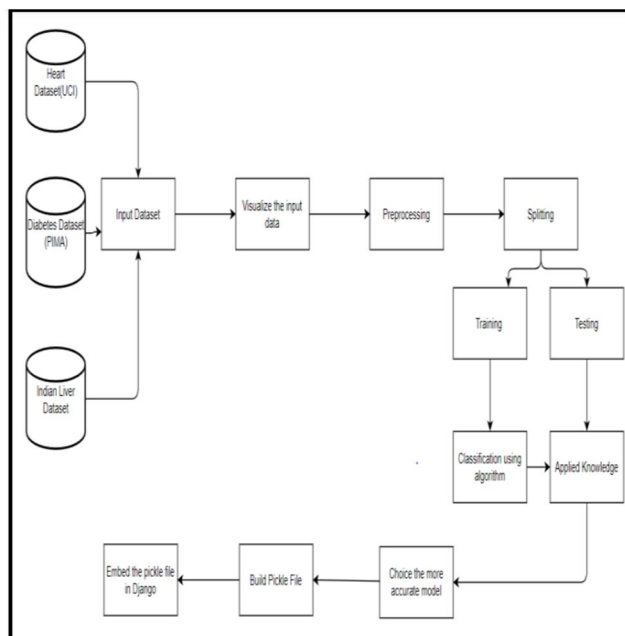 Heart
Dataset(UCI)
Diabetes Dataset
(PIMA)
Indian Liver
Dataset
Input Dataset
Visualize the input
data
Preprocessing
Splitting
Training
Testing
Classification using
algorithm
Applied Knowledge
Choice the more
accurate model
Build Pickle File
Embed the pickle file
in Django